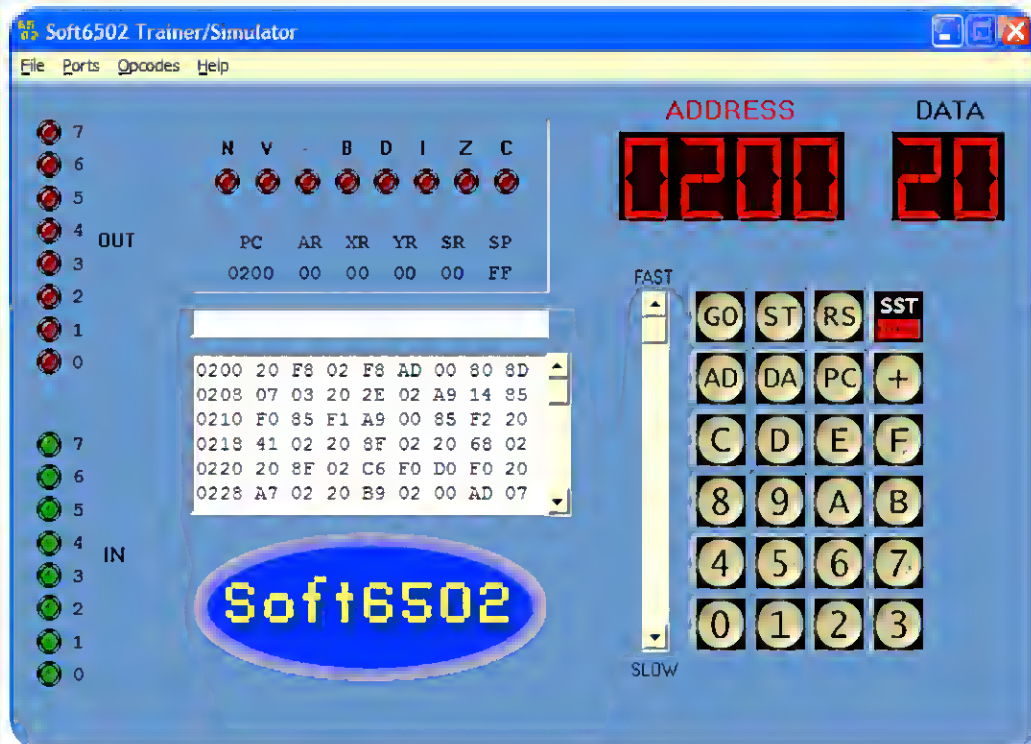 Soft6502 Trainer/Simulator
File Ports Opcodes Help
ADDRESS DATA
0200 20
7
6
5
4
3
2
1
0
OUT
N V - B D I Z C
PC AR XR YR SR SP
0200 00 00 00 00 FF
0200 20 F8 02 F8 AD 00 80 8D
0208 07 03 20 2E 02 A9 14 85
0210 F0 85 F1 A9 00 85 F2 20
0218 41 02 20 8F 02 20 68 02
0220 20 8F 02 C6 F0 D0 F0 20
0228 A7 02 20 B9 02 00 AD 07
7
6
5
4
3
2
1
0
IN
Soft6502
FAST
SLOW
GO ST RS SST
AD DA PC +
C D E F
8 9 A B
4 5 6 7
0 1 2 3